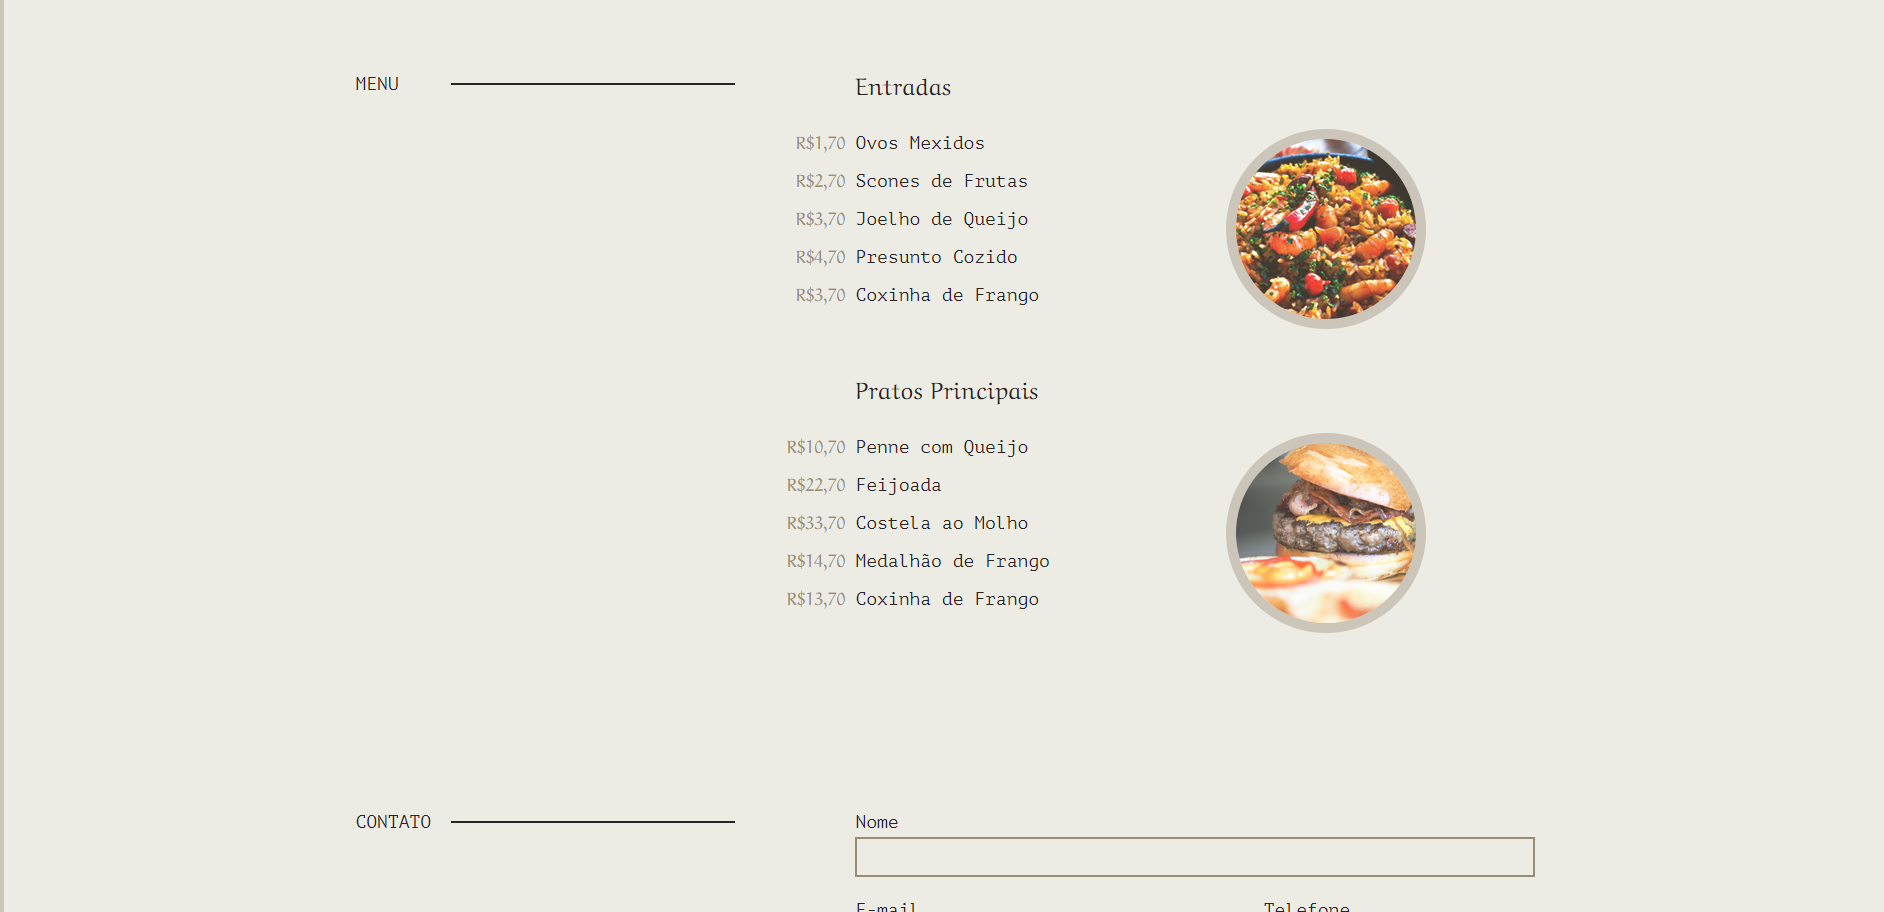 MENU
Entradas
R$1,70 Ovos Mexidos
R$2,70 Scones de Frutas
R$3,70 Joelho de Queijo
R$4,70 Presunto Cozido
R$3,70 Coxinha de Frango
Pratos Principais
R$10,70 Penne com Queijo
R$22,70 Feijoada
R$33,70 Costela ao Molho
R$14,70 Medalhão de Frango
R$13,70 Coxinha de Frango
CONTATO
Nome
E-mail Telefone